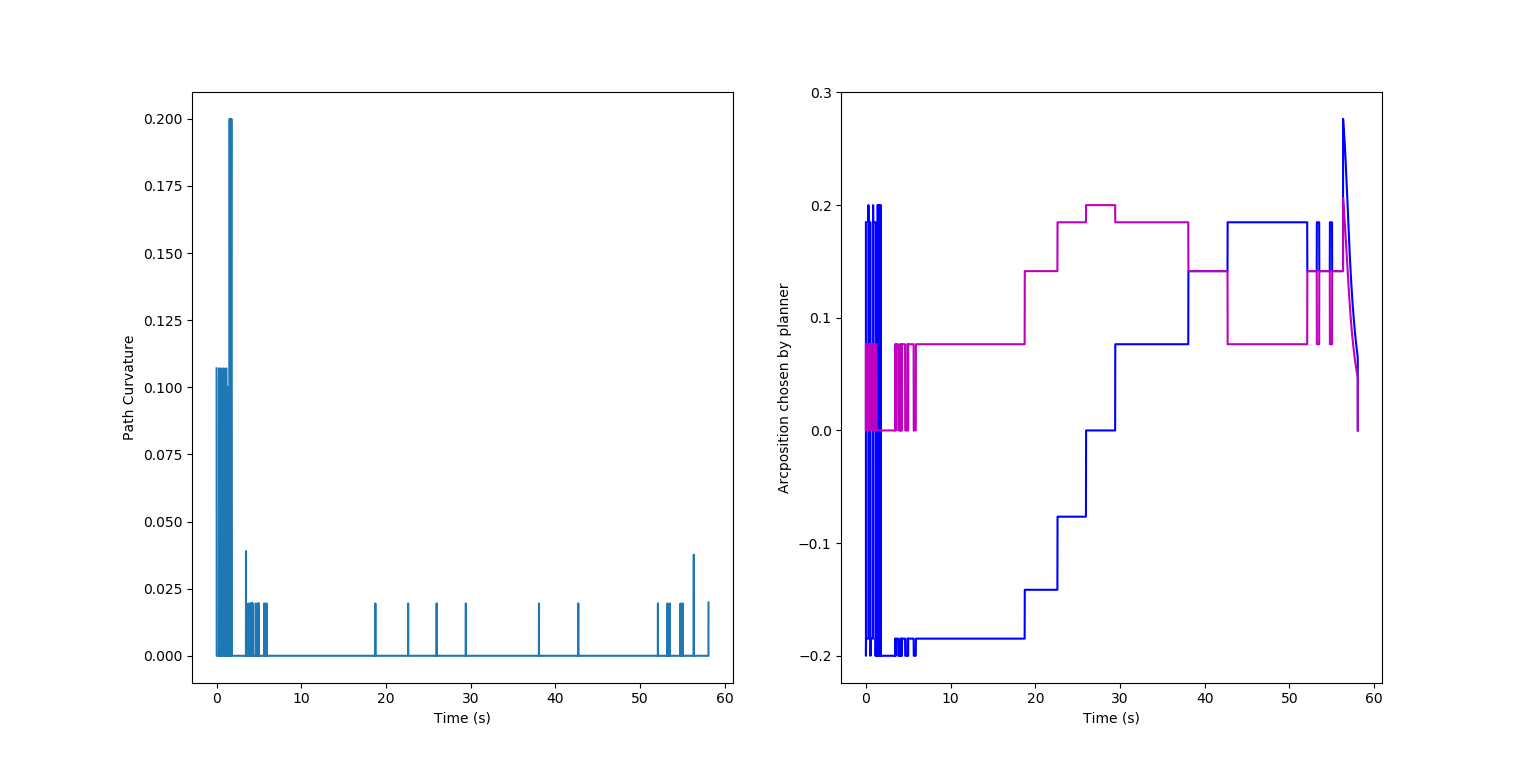 0.200
0.175
0.150
0.125
0.100
0.075
0.050
0.025
0.000
Path Curvature
0 10 20 30 40 50 60
Time (s)
0.3
0.2
0.1
0.0
−0.1
−0.2
Arcposition chosen by planner
0 10 20 30 40 50 60
Time (s)